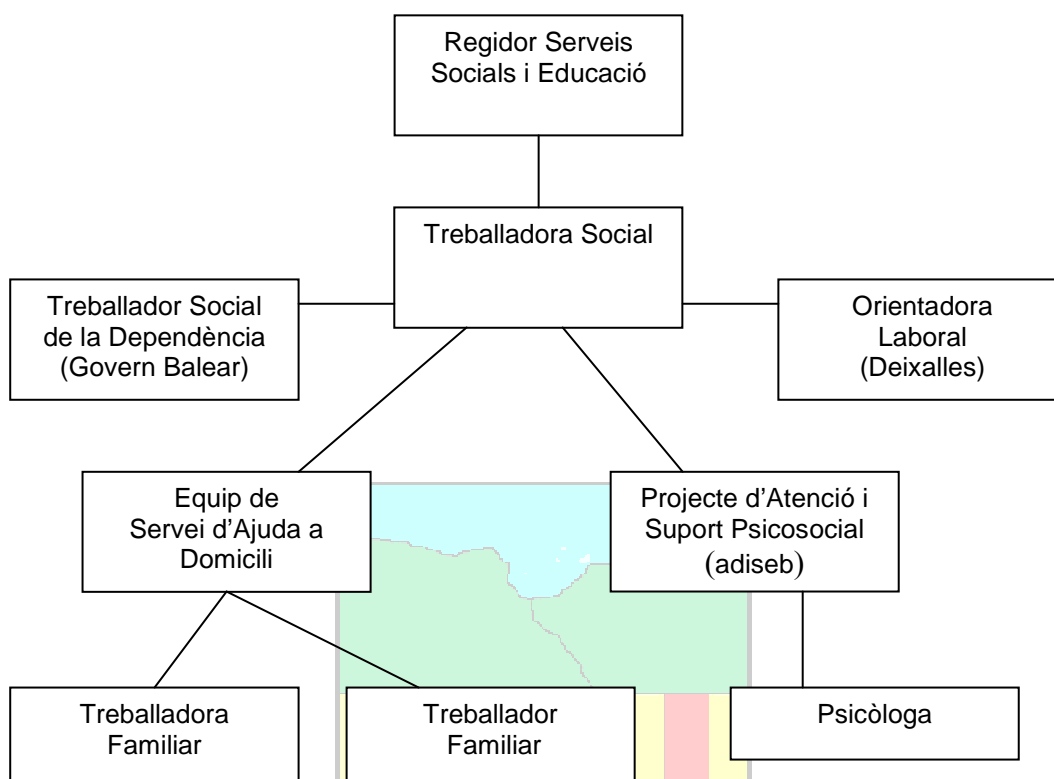 Regidor Serveis
Socials i Educació
Treballadora Social
Treballador Social
de la Dependència
(Govern Balear)
Orientadora
Laboral
(Deixalles)
Equip de
Servei d’Ajuda a
Domicili
Projecte d’Atenció i
Suport Psicosocial
(adiseb)
Treballadora
Familiar
Treballador
Familiar
Psicòloga